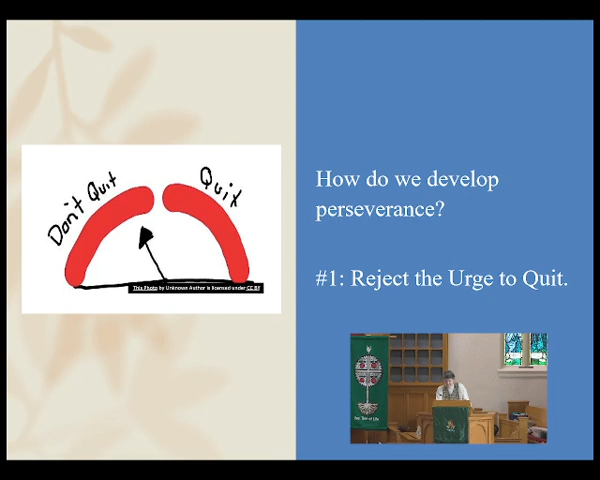 Don't Quit
Quit
This Photo by Unknown Author is licensed under CC BY
How do we develop
perseverance?
#1: Reject the Urge to Quit.